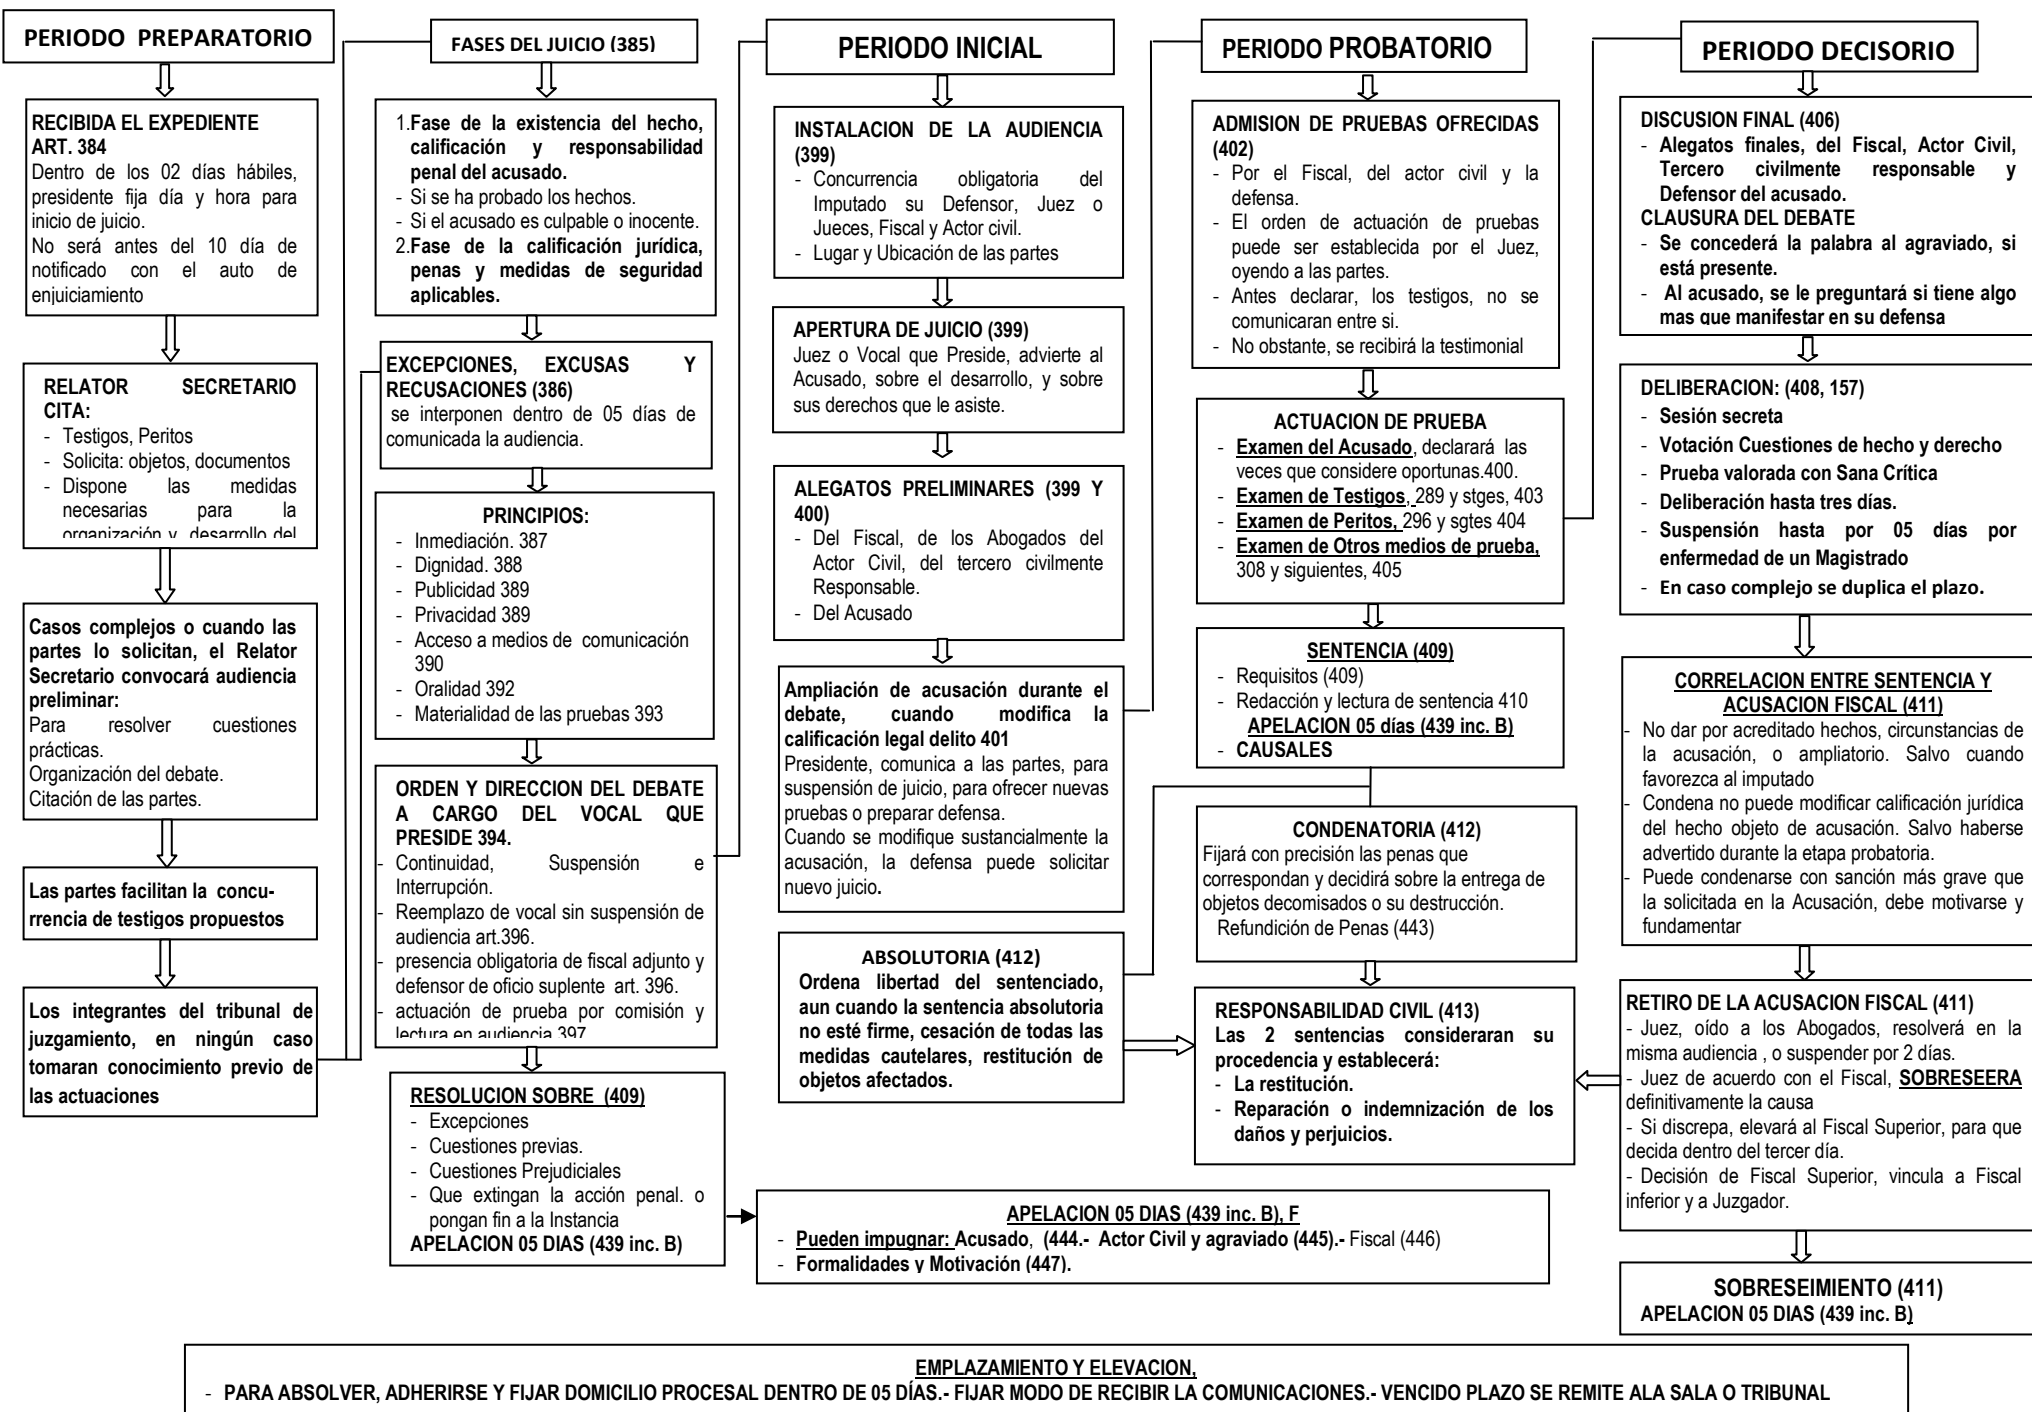 PERIODO PREPARATORIO
RECIBIDA EL EXPEDIENTE
ART. 384
Dentro de los 02 días hábiles,
presidente fija día y hora para
inicio de juicio.
No será antes del 10 día de
notificado con el auto de
enjuiciamiento
RELATOR SECRETARIO
CITA:
- Testigos, Peritos
- Solicita: objetos, documentos
- Dispone las medidas
necesarias para la
organización y desarrollo del
Casos complejos o cuando las
partes lo solicitan, el Relator
Secretario convocará audiencia
preliminar:
Para resolver cuestiones
prácticas.
Organización del debate.
Citación de las partes.
Las partes facilitan la concu-
rrencia de testigos propuestos
Los integrantes del tribunal de
juzgamiento, en ningún caso
tomaran conocimiento previo de
las actuaciones
FASES DEL JUICIO (385)
1.Fase de la existencia del hecho,
calificación y responsabilidad
penal del acusado.
- Si se ha probado los hechos.
- Si el acusado es culpable o inocente.
2.Fase de la calificación jurídica,
penas y medidas de seguridad
aplicables.
EXCEPCIONES, EXCUSAS Y
RECUSACIONES (386)
se interponen dentro de 05 días de
comunicada la audiencia.
PRINCIPIOS:
- Inmediación. 387
- Dignidad. 388
- Publicidad 389
- Privacidad 389
- Acceso a medios de comunicación
390
- Oralidad 392
- Materialidad de las pruebas 393
ORDEN Y DIRECCION DEL DEBATE
A CARGO DEL VOCAL QUE
PRESIDE 394.
- Continuidad, Suspensión e
Interrupción.
- Reemplazo de vocal sin suspensión de
audiencia art.396.
- presencia obligatoria de fiscal adjunto y
defensor de oficio suplente art. 396.
- actuación de prueba por comisión y
lectura en audiencia 397
RESOLUCION SOBRE (409)
- Excepciones
- Cuestiones previas.
- Cuestiones Prejudiciales
- Que extingan la acción penal. o
pongan fin a la Instancia
APELACION 05 DIAS (439 inc. B)
PERIODO INICIAL
INSTALACION DE LA AUDIENCIA
(399)
- Concurrencia obligatoria del
Imputado su Defensor, Juez o
Jueces, Fiscal y Actor civil.
- Lugar y Ubicación de las partes
APERTURA DE JUICIO (399)
Juez o Vocal que Preside, advierte al
Acusado, sobre el desarrollo, y sobre
sus derechos que le asiste.
ALEGATOS PRELIMINARES (399 Y
400)
- Del Fiscal, de los Abogados del
Actor Civil, del tercero civilmente
Responsable.
- Del Acusado
Ampliación de acusación durante el
debate, cuando modifica la
calificación legal delito 401
Presidente, comunica a las partes, para
suspensión de juicio, para ofrecer nuevas
pruebas o preparar defensa.
Cuando se modifique sustancialmente la
acusación, la defensa puede solicitar
nuevo juicio.
ABSOLUTORIA (412)
Ordena libertad del sentenciado,
aun cuando la sentencia absolutoria
no esté firme, cesación de todas las
medidas cautelares, restitución de
objetos afectados.
PERIODO PROBATORIO
ADMISION DE PRUEBAS OFRECIDAS
(402)
- Por el Fiscal, del actor civil y la
defensa.
- El orden de actuación de pruebas
puede ser establecida por el Juez,
oyendo a las partes.
- Antes declarar, los testigos, no se
comunicaran entre si.
- No obstante, se recibirá la testimonial
ACTUACION DE PRUEBA
- Examen del Acusado, declarará las
veces que considere oportunas.400.
- Examen de Testigos, 289 y stges, 403
- Examen de Peritos, 296 y sgtes 404
- Examen de Otros medios de prueba,
308 y siguientes, 405
SENTENCIA (409)
- Requisitos (409)
- Redacción y lectura de sentencia 410
APELACION 05 días (439 inc. B)
- CAUSALES
CONDENATORIA (412)
Fijará con precisión las penas que
correspondan y decidirá sobre la entrega de
objetos decomisados o su destrucción.
Refundición de Penas (443)
RESPONSABILIDAD CIVIL (413)
Las 2 sentencias consideraran su
procedencia y establecerá:
- La restitución.
- Reparación o indemnización de los
daños y perjuicios.
APELACION 05 DIAS (439 inc. B), F
- Pueden impugnar: Acusado, (444.- Actor Civil y agraviado (445).- Fiscal (446)
- Formalidades y Motivación (447).
PERIODO DECISORIO
DISCUSION FINAL (406)
- Alegatos finales, del Fiscal, Actor Civil,
Tercero civilmente responsable y
Defensor del acusado.
CLAUSURA DEL DEBATE
- Se concederá la palabra al agraviado, si
está presente.
- Al acusado, se le preguntará si tiene algo
mas que manifestar en su defensa
DELIBERACION: (408, 157)
- Sesión secreta
- Votación Cuestiones de hecho y derecho
- Prueba valorada con Sana Crítica
- Deliberación hasta tres días.
- Suspensión hasta por 05 días por
enfermedad de un Magistrado
- En caso complejo se duplica el plazo.
CORRELACION ENTRE SENTENCIA Y
ACUSACION FISCAL (411)
- No dar por acreditado hechos, circunstancias de
la acusación, o ampliatorio. Salvo cuando
favorezca al imputado
- Condena no puede modificar calificación jurídica
del hecho objeto de acusación. Salvo haberse
advertido durante la etapa probatoria.
- Puede condenarse con sanción más grave que
la solicitada en la Acusación, debe motivarse y
fundamentar
RETIRO DE LA ACUSACION FISCAL (411)
- Juez, oído a los Abogados, resolverá en la
misma audiencia , o suspender por 2 días.
- Juez de acuerdo con el Fiscal, SOBRESEERA
definitivamente la causa
- Si discrepa, elevará al Fiscal Superior, para que
decida dentro del tercer día.
- Decisión de Fiscal Superior, vincula a Fiscal
inferior y a Juzgador.
SOBRESEIMIENTO (411)
APELACION 05 DIAS (439 inc. B)
EMPLAZAMIENTO Y ELEVACION,
- PARA ABSOLVER, ADHERIRSE Y FIJAR DOMICILIO PROCESAL DENTRO DE 05 DÍAS.- FIJAR MODO DE RECIBIR LA COMUNICACIONES.- VENCIDO PLAZO SE REMITE ALA SALA O TRIBUNAL